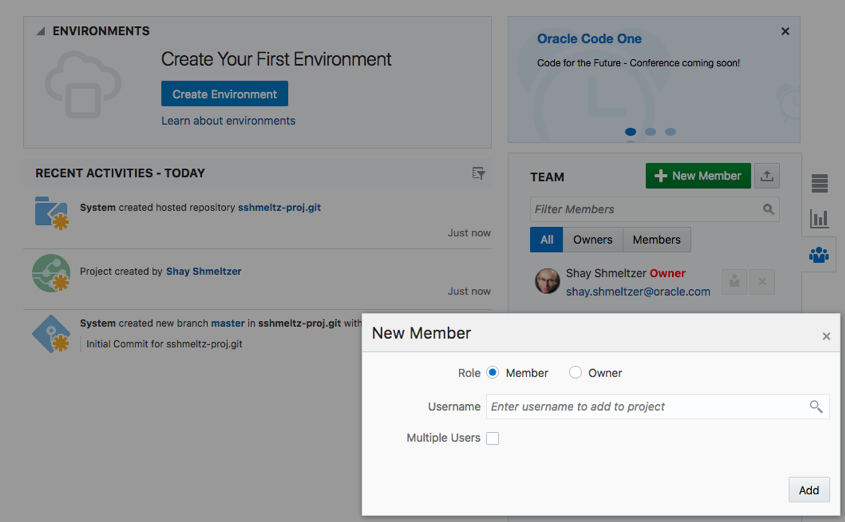 ENVIRONMENTS
Create Your First Environment
Create Environment
Learn about environments
Oracle Code One
Code for the Future - Conference coming soon!
RECENT ACTIVITIES - TODAY
System created hosted repository sshmeltz-proj.git
Just now
Project created by Shay Shmeltzer
Just now
System created new branch master in sshmeltz-proj.git with
Initial Commit for sshmeltz-proj.git
TEAM
New Member
Filter Members
All Owners Members
Shay Shmeltzer Owner
shay.shmeltzer@oracle.com
New Member
Role Member Owner
Username Enter username to add to project
Multiple Users
Add